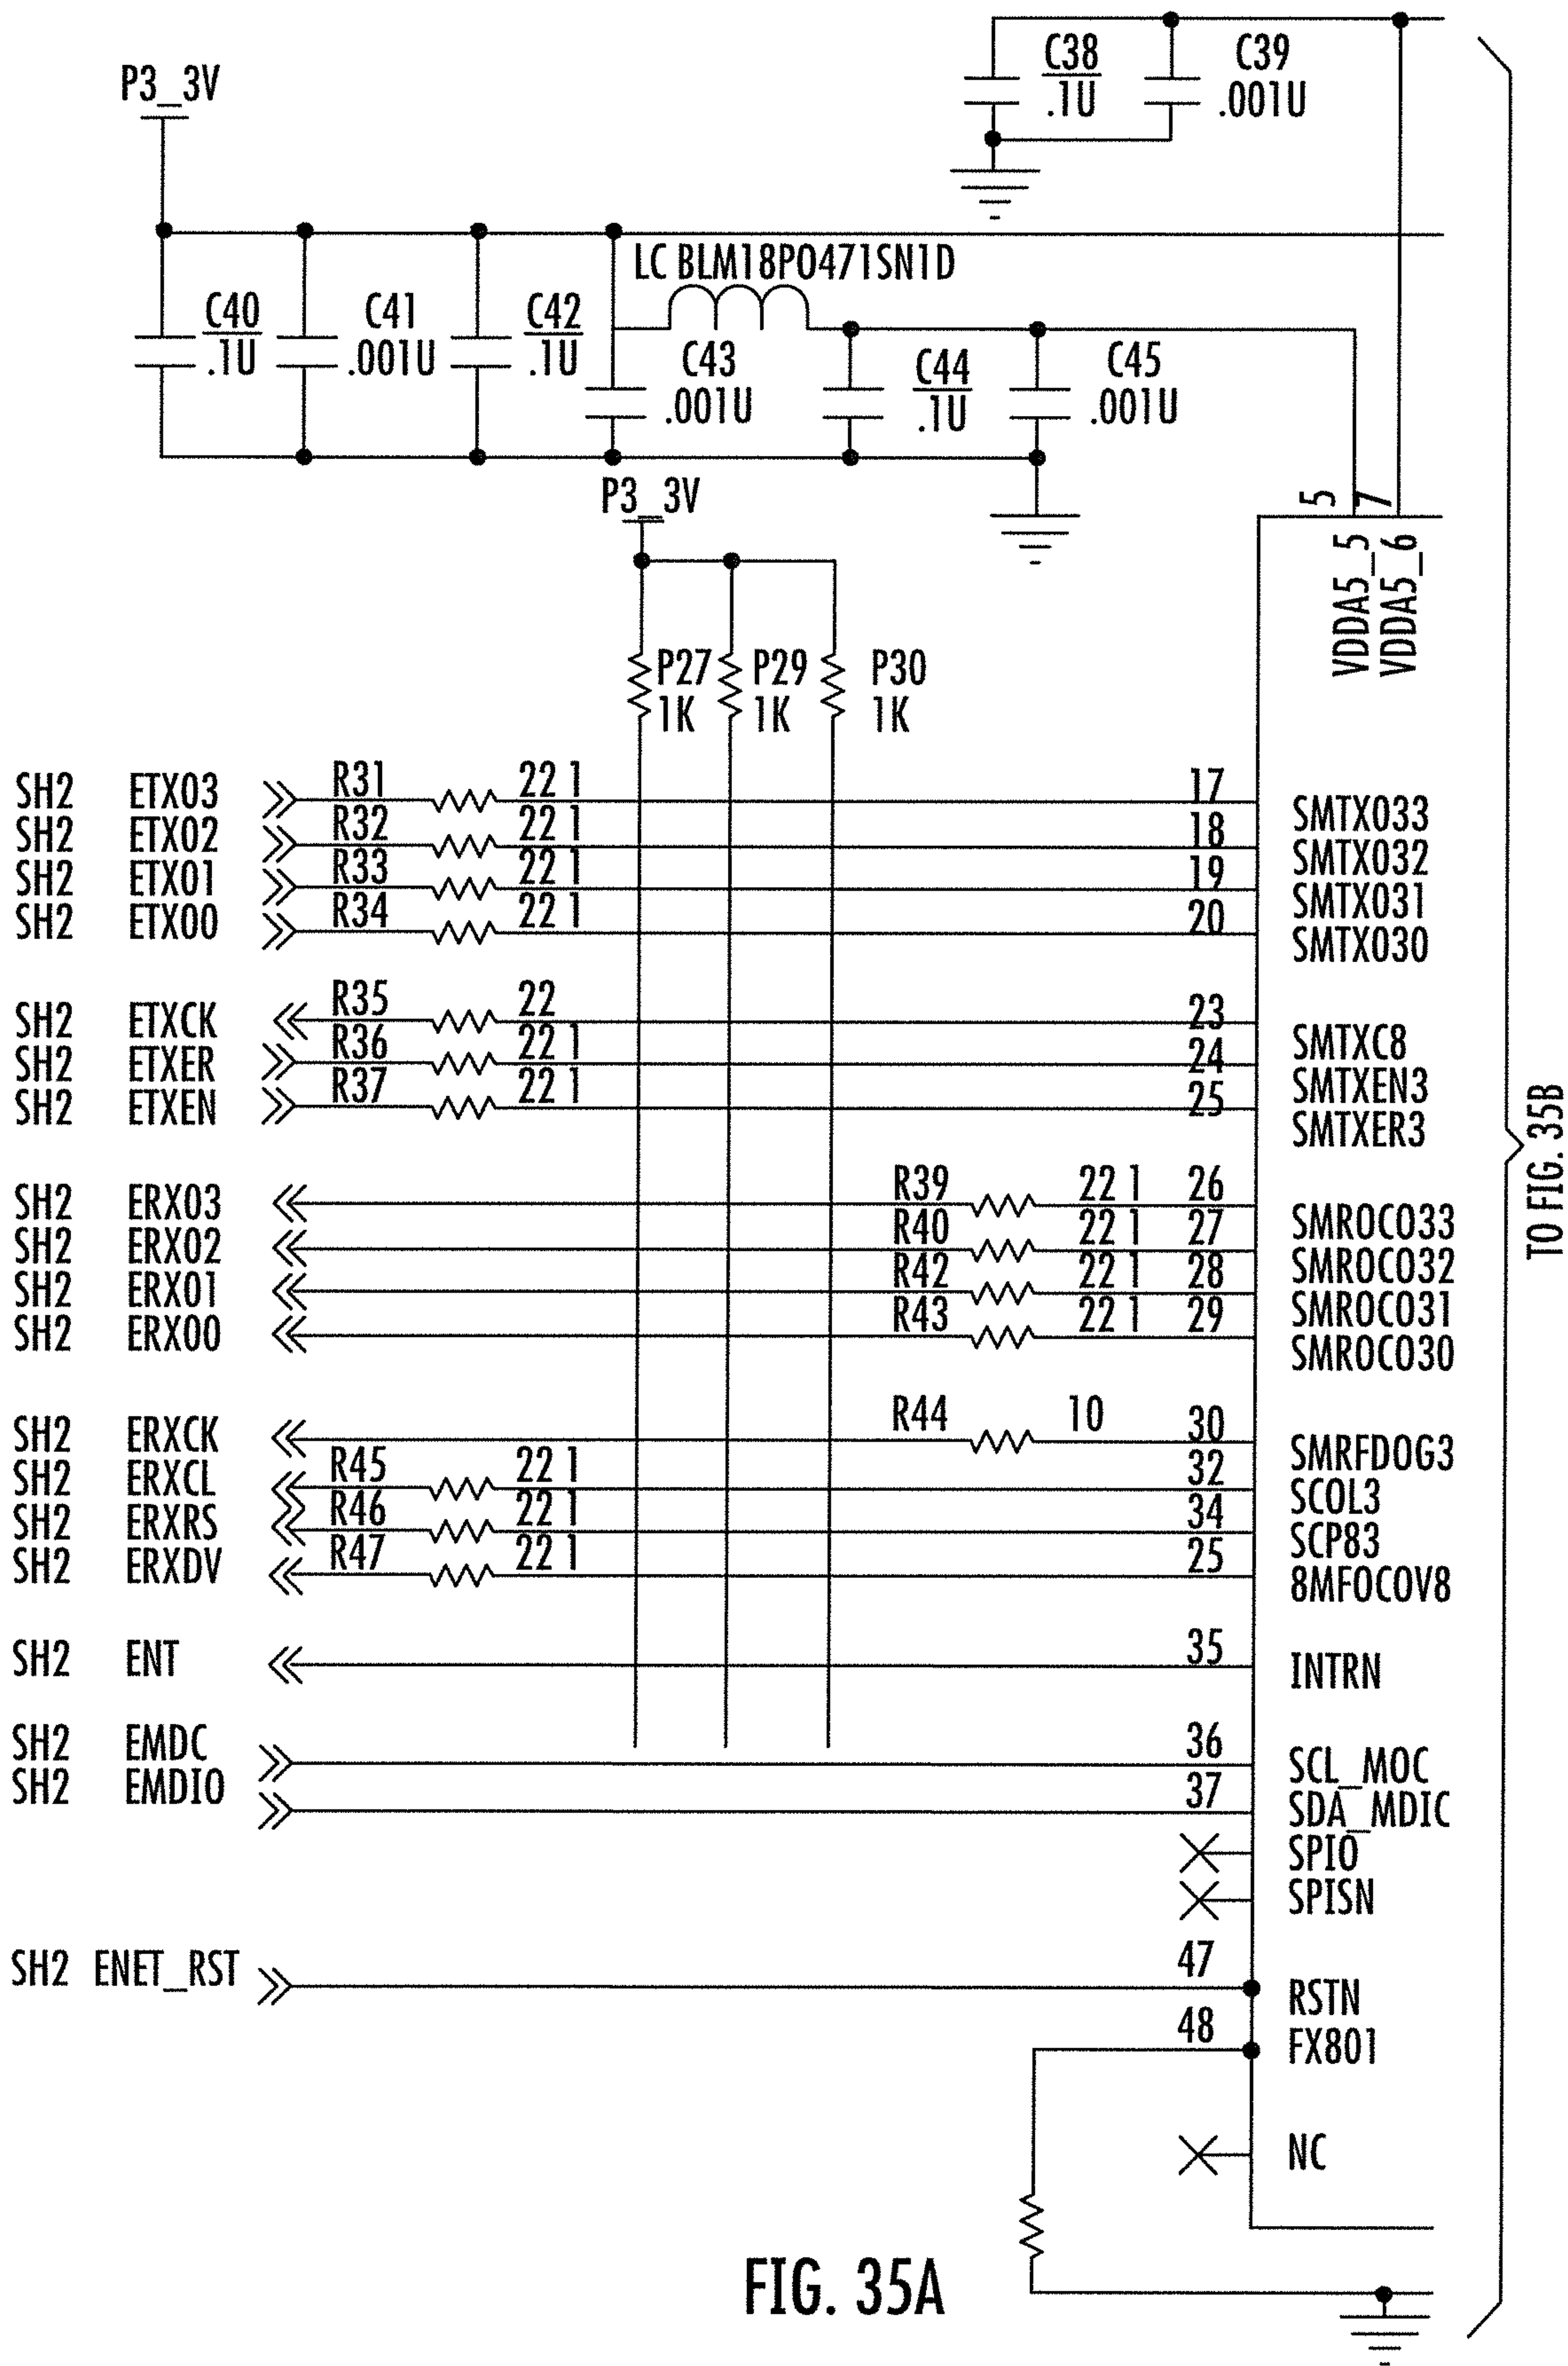 C38 C39
.1U .001U
P3_3V
LC BLM18PO471SN1D
C40 C41 C42
.1U .001U .1U
C43 C44 C45
.001U .1U .001U
P3_3V
5 7
VDDA5_5
VDDA5_6
P27 P29 P30
1K 1K 1K
SH2 ETX03 R31 22 1 17 SMTX033
SH2 ETX02 R32 22 1 18 SMTX032
SH2 ETX01 R33 22 1 19 SMTX031
SH2 ETX00 R34 22 1 20 SMTX030
SH2 ETXCK R35 22 23 SMTXC8
SH2 ETXER R36 22 1 24 SMTXEN3
SH2 ETXEN R37 22 1 25 SMTXER3
SH2 ERX03 R39 22 1 26 SMROCO33
SH2 ERX02 R40 22 1 27 SMROCO32
SH2 ERX01 R42 22 1 28 SMROCO31
SH2 ERX00 R43 22 1 29 SMROCO30
SH2 ERXCK R44 10 30 SMRFDOG3
SH2 ERXCL R45 22 1 32 SCOL3
SH2 ERXRS R46 22 1 34 SCP83
SH2 ERXDV R47 22 1 25 8MFOCOV8
SH2 ENT 35 INTRN
SH2 EMDC 36 SCL_MOC
SH2 EMDIO 37 SDA_MDIC
SPIO
SPISN
SH2 ENET_RST 47 RSTN
48 FX801
NC
TO FIG. 35B
FIG. 35A